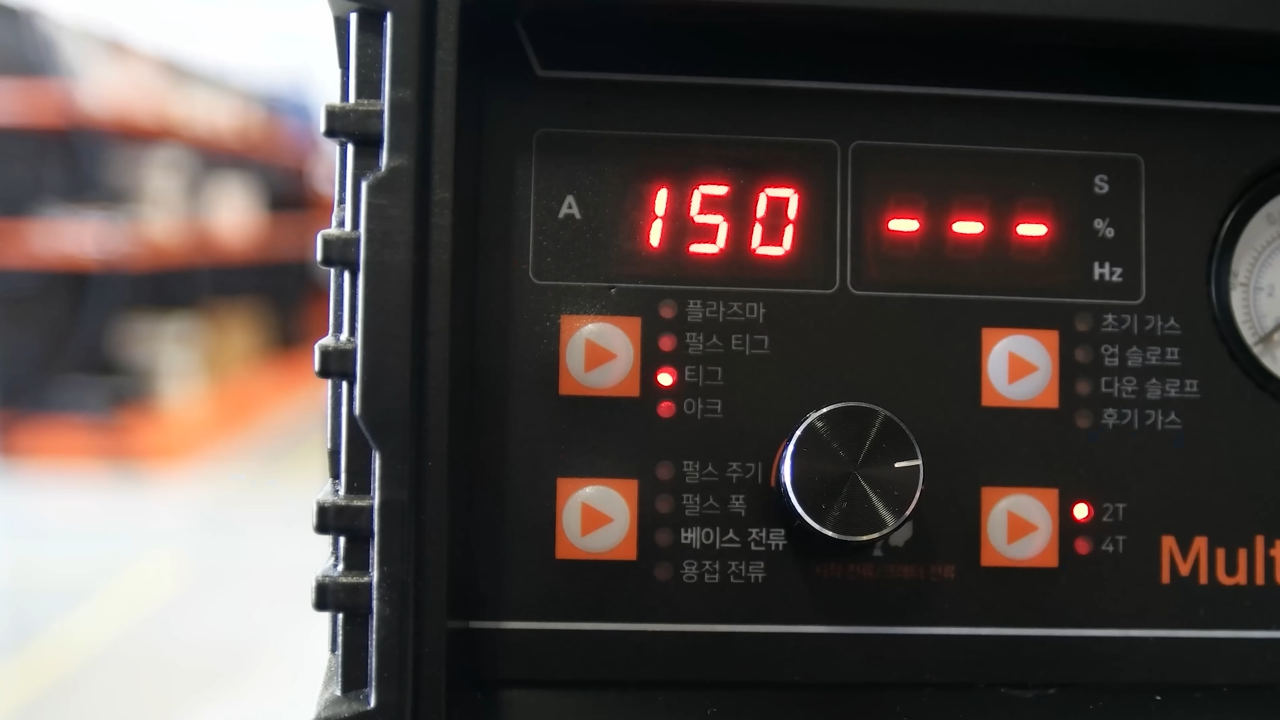 A
150
---
S
%
Hz
플라즈마
펄스 티그
티그
아크
초기 가스
업 슬로프
다운 슬로프
후기 가스
펄스 주기
펄스 폭
베이스 전류
용접 전류
2T
4T
Mult